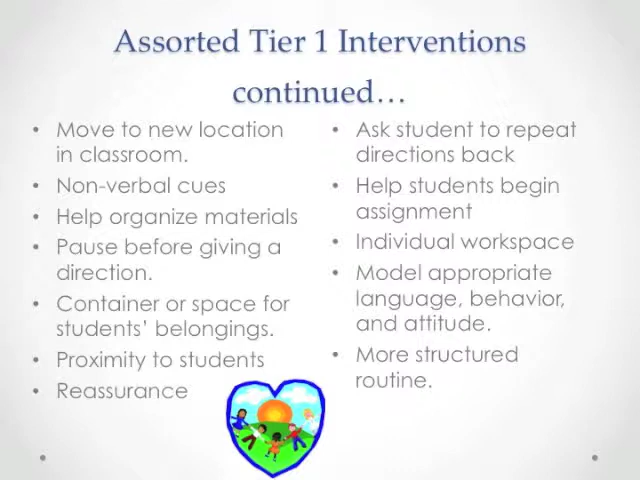 Assorted Tier 1 Interventions
continued…
• Move to new location
in classroom.
• Non-verbal cues
• Help organize materials
• Pause before giving a
direction.
• Container or space for
students’ belongings.
• Proximity to students
• Reassurance
• Ask student to repeat
directions back
• Help students begin
assignment
• Individual workspace
• Model appropriate
language, behavior,
and attitude.
• More structured
routine.